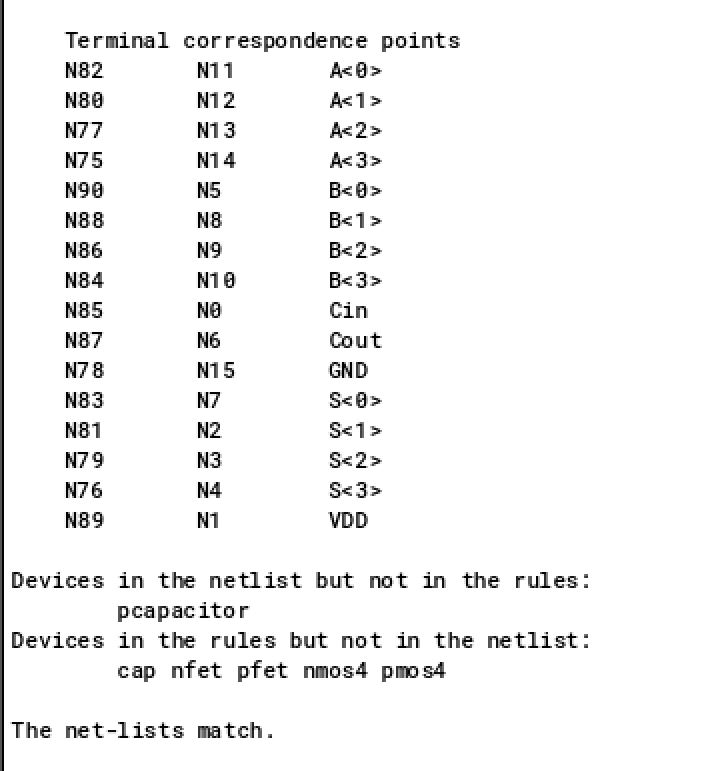 Terminal correspondence points
N82 N11 A<0>
N80 N12 A<1>
N77 N13 A<2>
N75 N14 A<3>
N90 N5 B<0>
N88 N8 B<1>
N86 N9 B<2>
N84 N10 B<3>
N85 N0 Cin
N87 N6 Cout
N78 N15 GND
N83 N7 S<0>
N81 N2 S<1>
N79 N3 S<2>
N76 N4 S<3>
N89 N1 VDD
Devices in the netlist but not in the rules:
pcapacitor
Devices in the rules but not in the netlist:
cap nfet pfet nmos4 pmos4
The net-lists match.